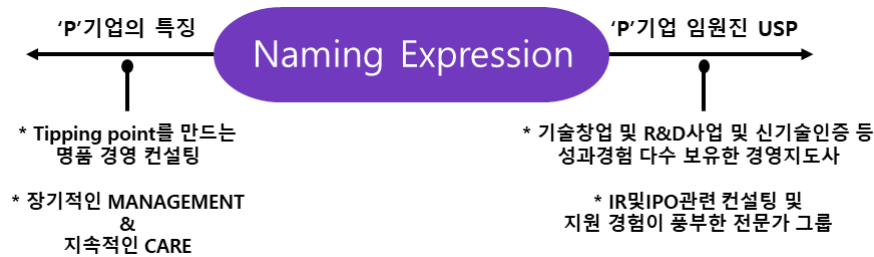 ‘P’기업의 특징
Naming Expression
‘P’기업 임원진 USP
* Tipping point를 만드는
명품 경영 컨설팅
* 장기적인 MANAGEMENT
&
지속적인 CARE
* 기술창업 및 R&D사업 및 신기술인증 등
성과경험 다수 보유한 경영지도사
* IR및IPO관련 컨설팅 및
지원 경험이 풍부한 전문가 그룹